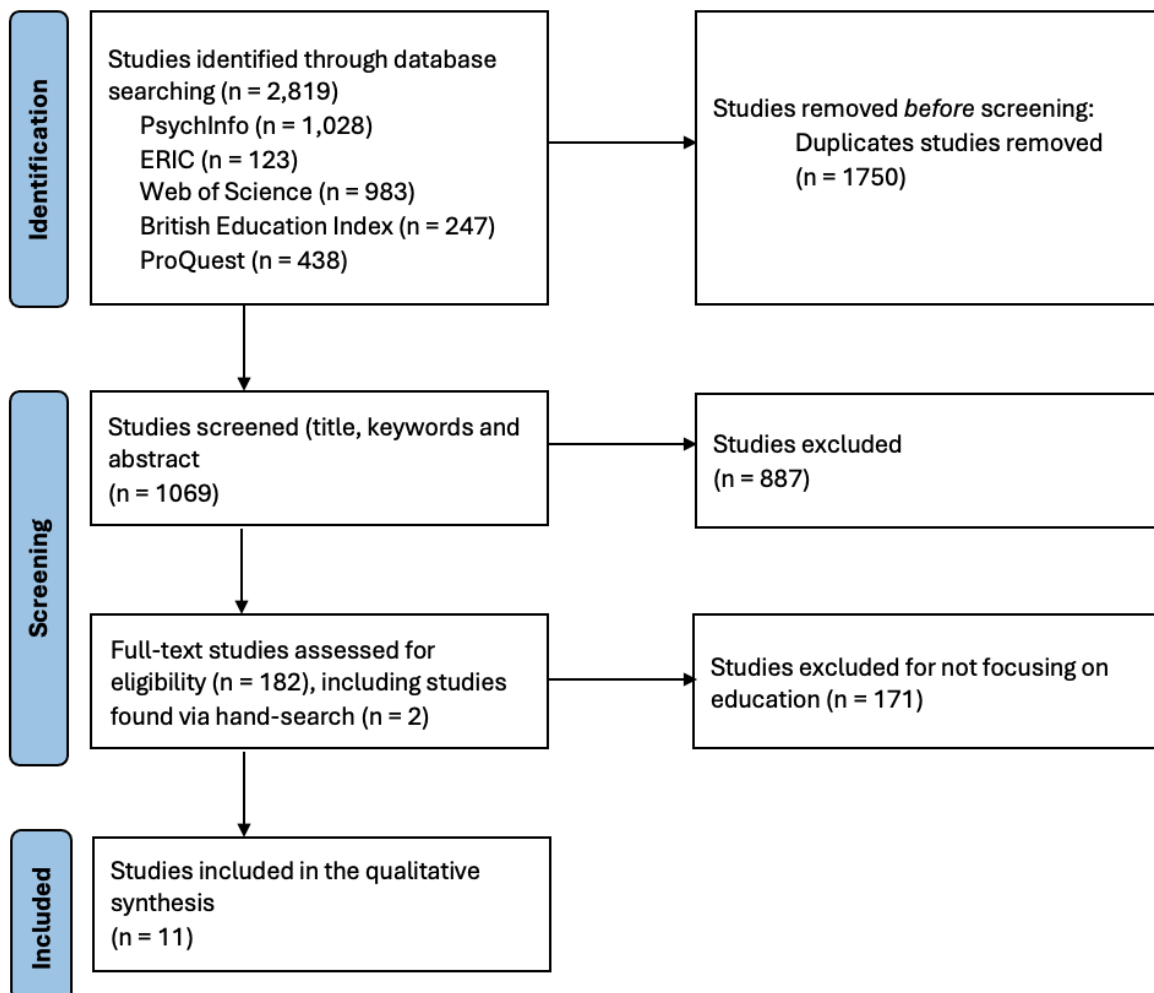 Identification
Studies identified through database
searching (n = 2,819)
PsychInfo (n = 1,028)
ERIC (n = 123)
Web of Science (n = 983)
British Education Index (n = 247)
ProQuest (n = 438)
Studies removed before screening:
Duplicates studies removed
(n = 1750)
Screening
Studies screened (title, keywords and
abstract
(n = 1069)
Studies excluded
(n = 887)
Full-text studies assessed for
eligibility (n = 182), including studies
found via hand-search (n = 2)
Studies excluded for not focusing on
education (n = 171)
Included
Studies included in the qualitative
synthesis
(n = 11)